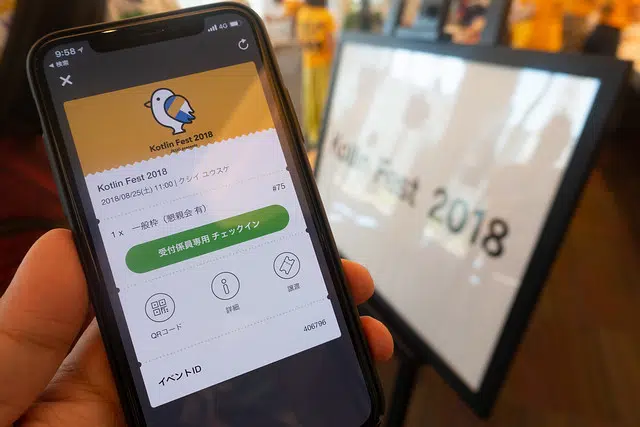 9:58
4G
検索
Kotlin Fest 2018
Kotlin Fest 2018
2018/08/25(土) 11:00 | クシイ ユウスケ
#75
1 x 一般枠（懇親会 有）
受付係員専用 チェックイン
QRコード
詳細
譲渡
イベントID
406796
Kotlin Fest 2018